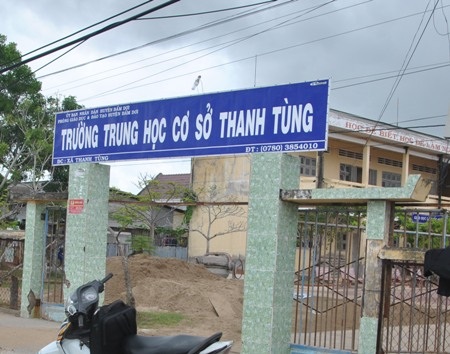 ỦY BAN NHÂN DÂN HUYỆN ĐẦM DƠI
PHÒNG GIÁO DỤC & ĐÀO TẠO HUYỆN ĐẦM DƠI
TRƯỜNG TRUNG HỌC CƠ SỞ THANH TÙNG
ĐC: XÃ THANH TÙNG
ĐT: (0780) 3854010